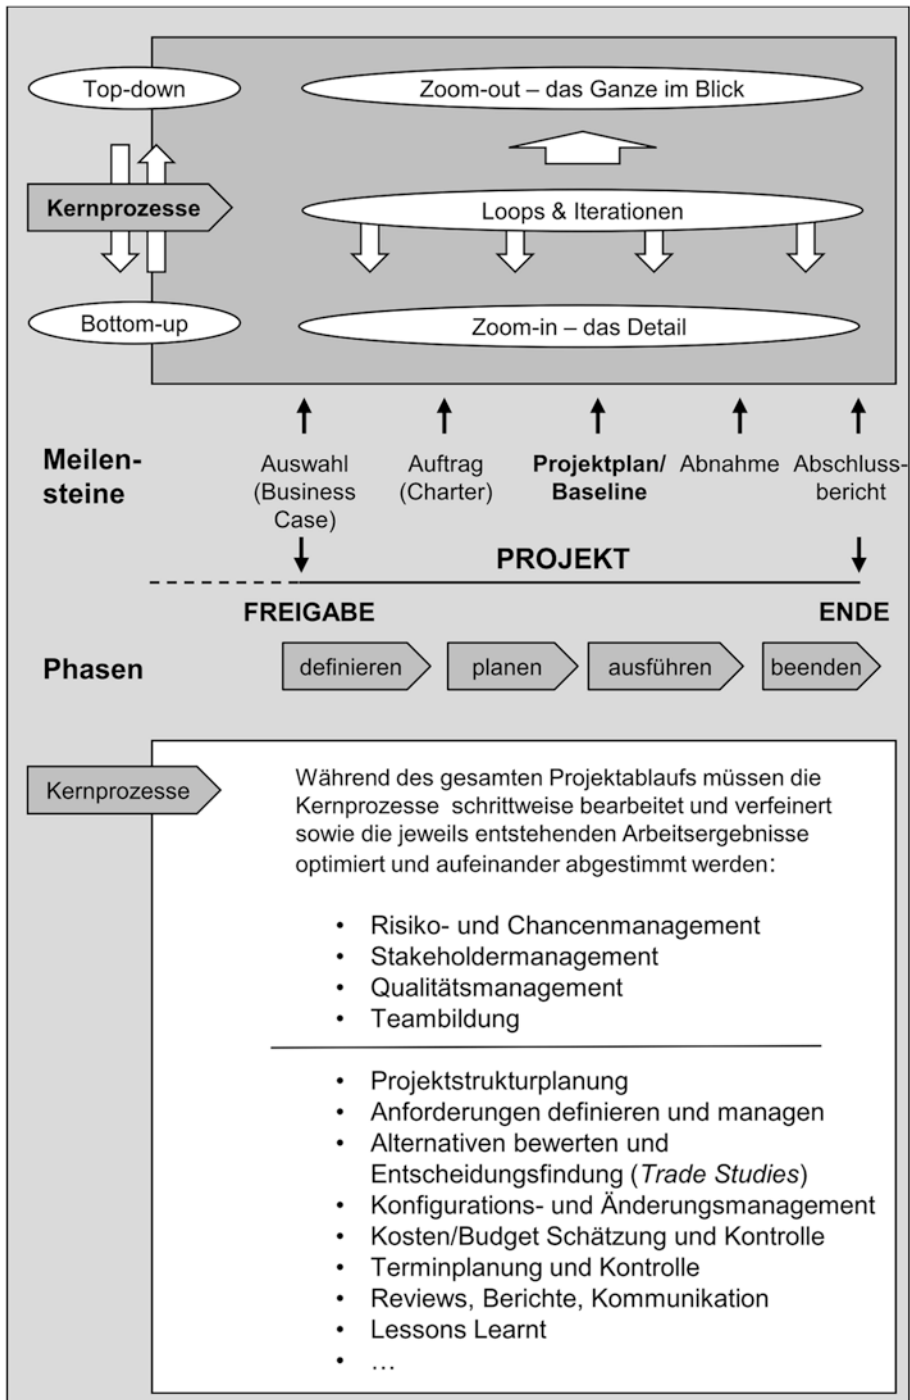 Top-down
Zoom-out – das Ganze im Blick
Kernprozesse
Loops & Iterationen
Bottom-up
Zoom-in – das Detail
Meilen-
steine
Auswahl
(Business
Case)
Auftrag
(Charter)
Projektplan/
Baseline
Abnahme
Abschluss-
bericht
PROJEKT
FREIGABE
ENDE
Phasen
definieren
planen
ausführen
beenden
Kernprozesse
Während des gesamten Projektablaufs müssen die
Kernprozesse schrittweise bearbeitet und verfeinert
sowie die jeweils entstehenden Arbeitsergebnisse
optimiert und aufeinander abgestimmt werden:
• Risiko- und Chancenmanagement
• Stakeholdermanagement
• Qualitätsmanagement
• Teambildung
• Projektstrukturplanung
• Anforderungen definieren und managen
• Alternativen bewerten und
Entscheidungsfindung (Trade Studies)
• Konfigurations- und Änderungsmanagement
• Kosten/Budget Schätzung und Kontrolle
• Terminplanung und Kontrolle
• Reviews, Berichte, Kommunikation
• Lessons Learnt
• …